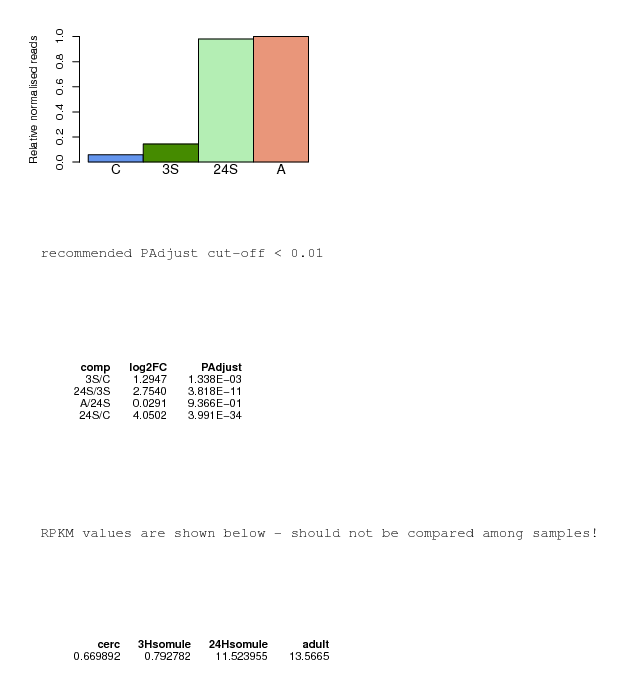 Relative normalised reads
1.0
0.8
0.6
0.4
0.2
0.0
C 3S 24S A
recommended PAdjust cut-off < 0.01
comp log2FC PAdjust
3S/C 1.2947 1.338E−03
24S/3S 2.7540 3.818E−11
A/24S 0.0291 9.366E−01
24S/C 4.0502 3.991E−34
RPKM values are shown below - should not be compared among samples!
cerc 3Hsomule 24Hsomule adult
0.669892 0.792782 11.523955 13.5665